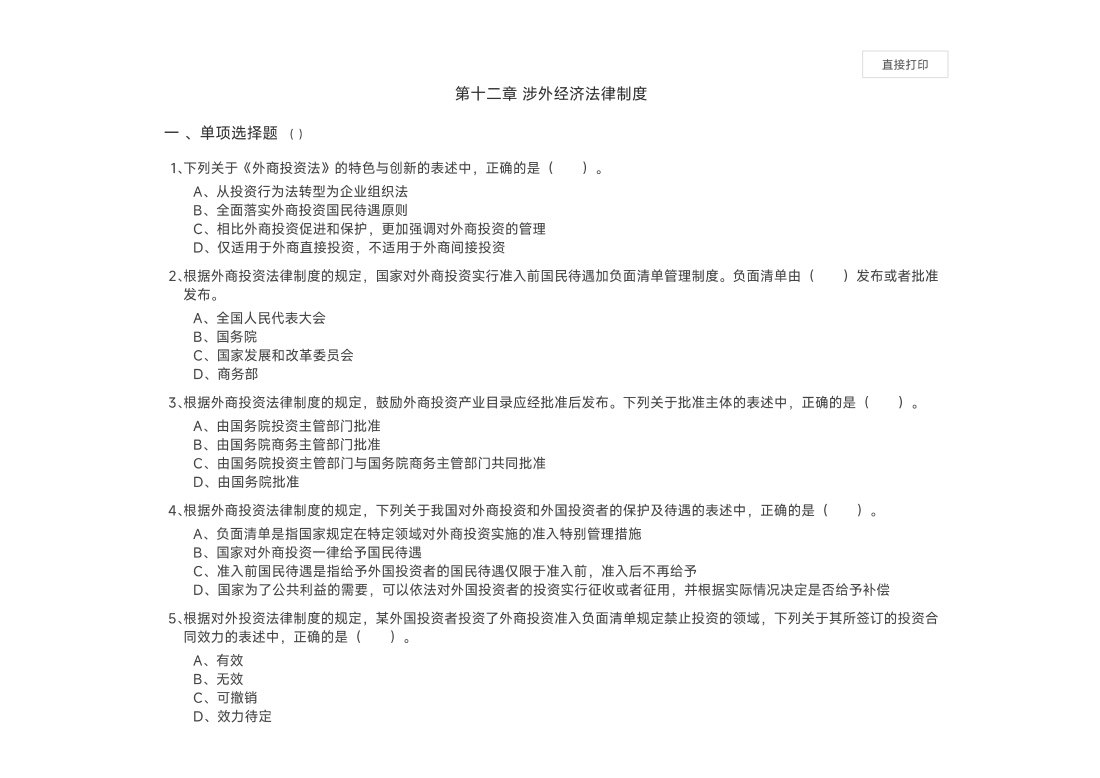 直接打印
第十二章 涉外经济法律制度
一 、单项选择题 ( )
1、下列关于《外商投资法》的特色与创新的表述中，正确的是（　　）。
A、从投资行为法转型为企业组织法
B、全面落实外商投资国民待遇原则
C、相比外商投资促进和保护，更加强调对外商投资的管理
D、仅适用于外商直接投资，不适用于外商间接投资
2、根据外商投资法律制度的规定，国家对外商投资实行准入前国民待遇加负面清单管理制度。负面清单由（　　）发布或者批准
发布。
A、全国人民代表大会
B、国务院
C、国家发展和改革委员会
D、商务部
3、根据外商投资法律制度的规定，鼓励外商投资产业目录应经批准后发布。下列关于批准主体的表述中，正确的是（　　）。
A、由国务院投资主管部门批准
B、由国务院商务主管部门批准
C、由国务院投资主管部门与国务院商务主管部门共同批准
D、由国务院批准
4、根据外商投资法律制度的规定，下列关于我国对外商投资和外国投资者的保护及待遇的表述中，正确的是（　　）。
A、负面清单是指国家规定在特定领域对外商投资实施的准入特别管理措施
B、国家对外商投资一律给予国民待遇
C、准入前国民待遇是指给予外国投资者的国民待遇仅限于准入前，准入后不再给予
D、国家为了公共利益的需要，可以依法对外国投资者的投资实行征收或者征用，并根据实际情况决定是否给予补偿
5、根据对外投资法律制度的规定，某外国投资者投资了外商投资准入负面清单规定禁止投资的领域，下列关于其所签订的投资合
同效力的表述中，正确的是（　　）。
A、有效
B、无效
C、可撤销
D、效力待定